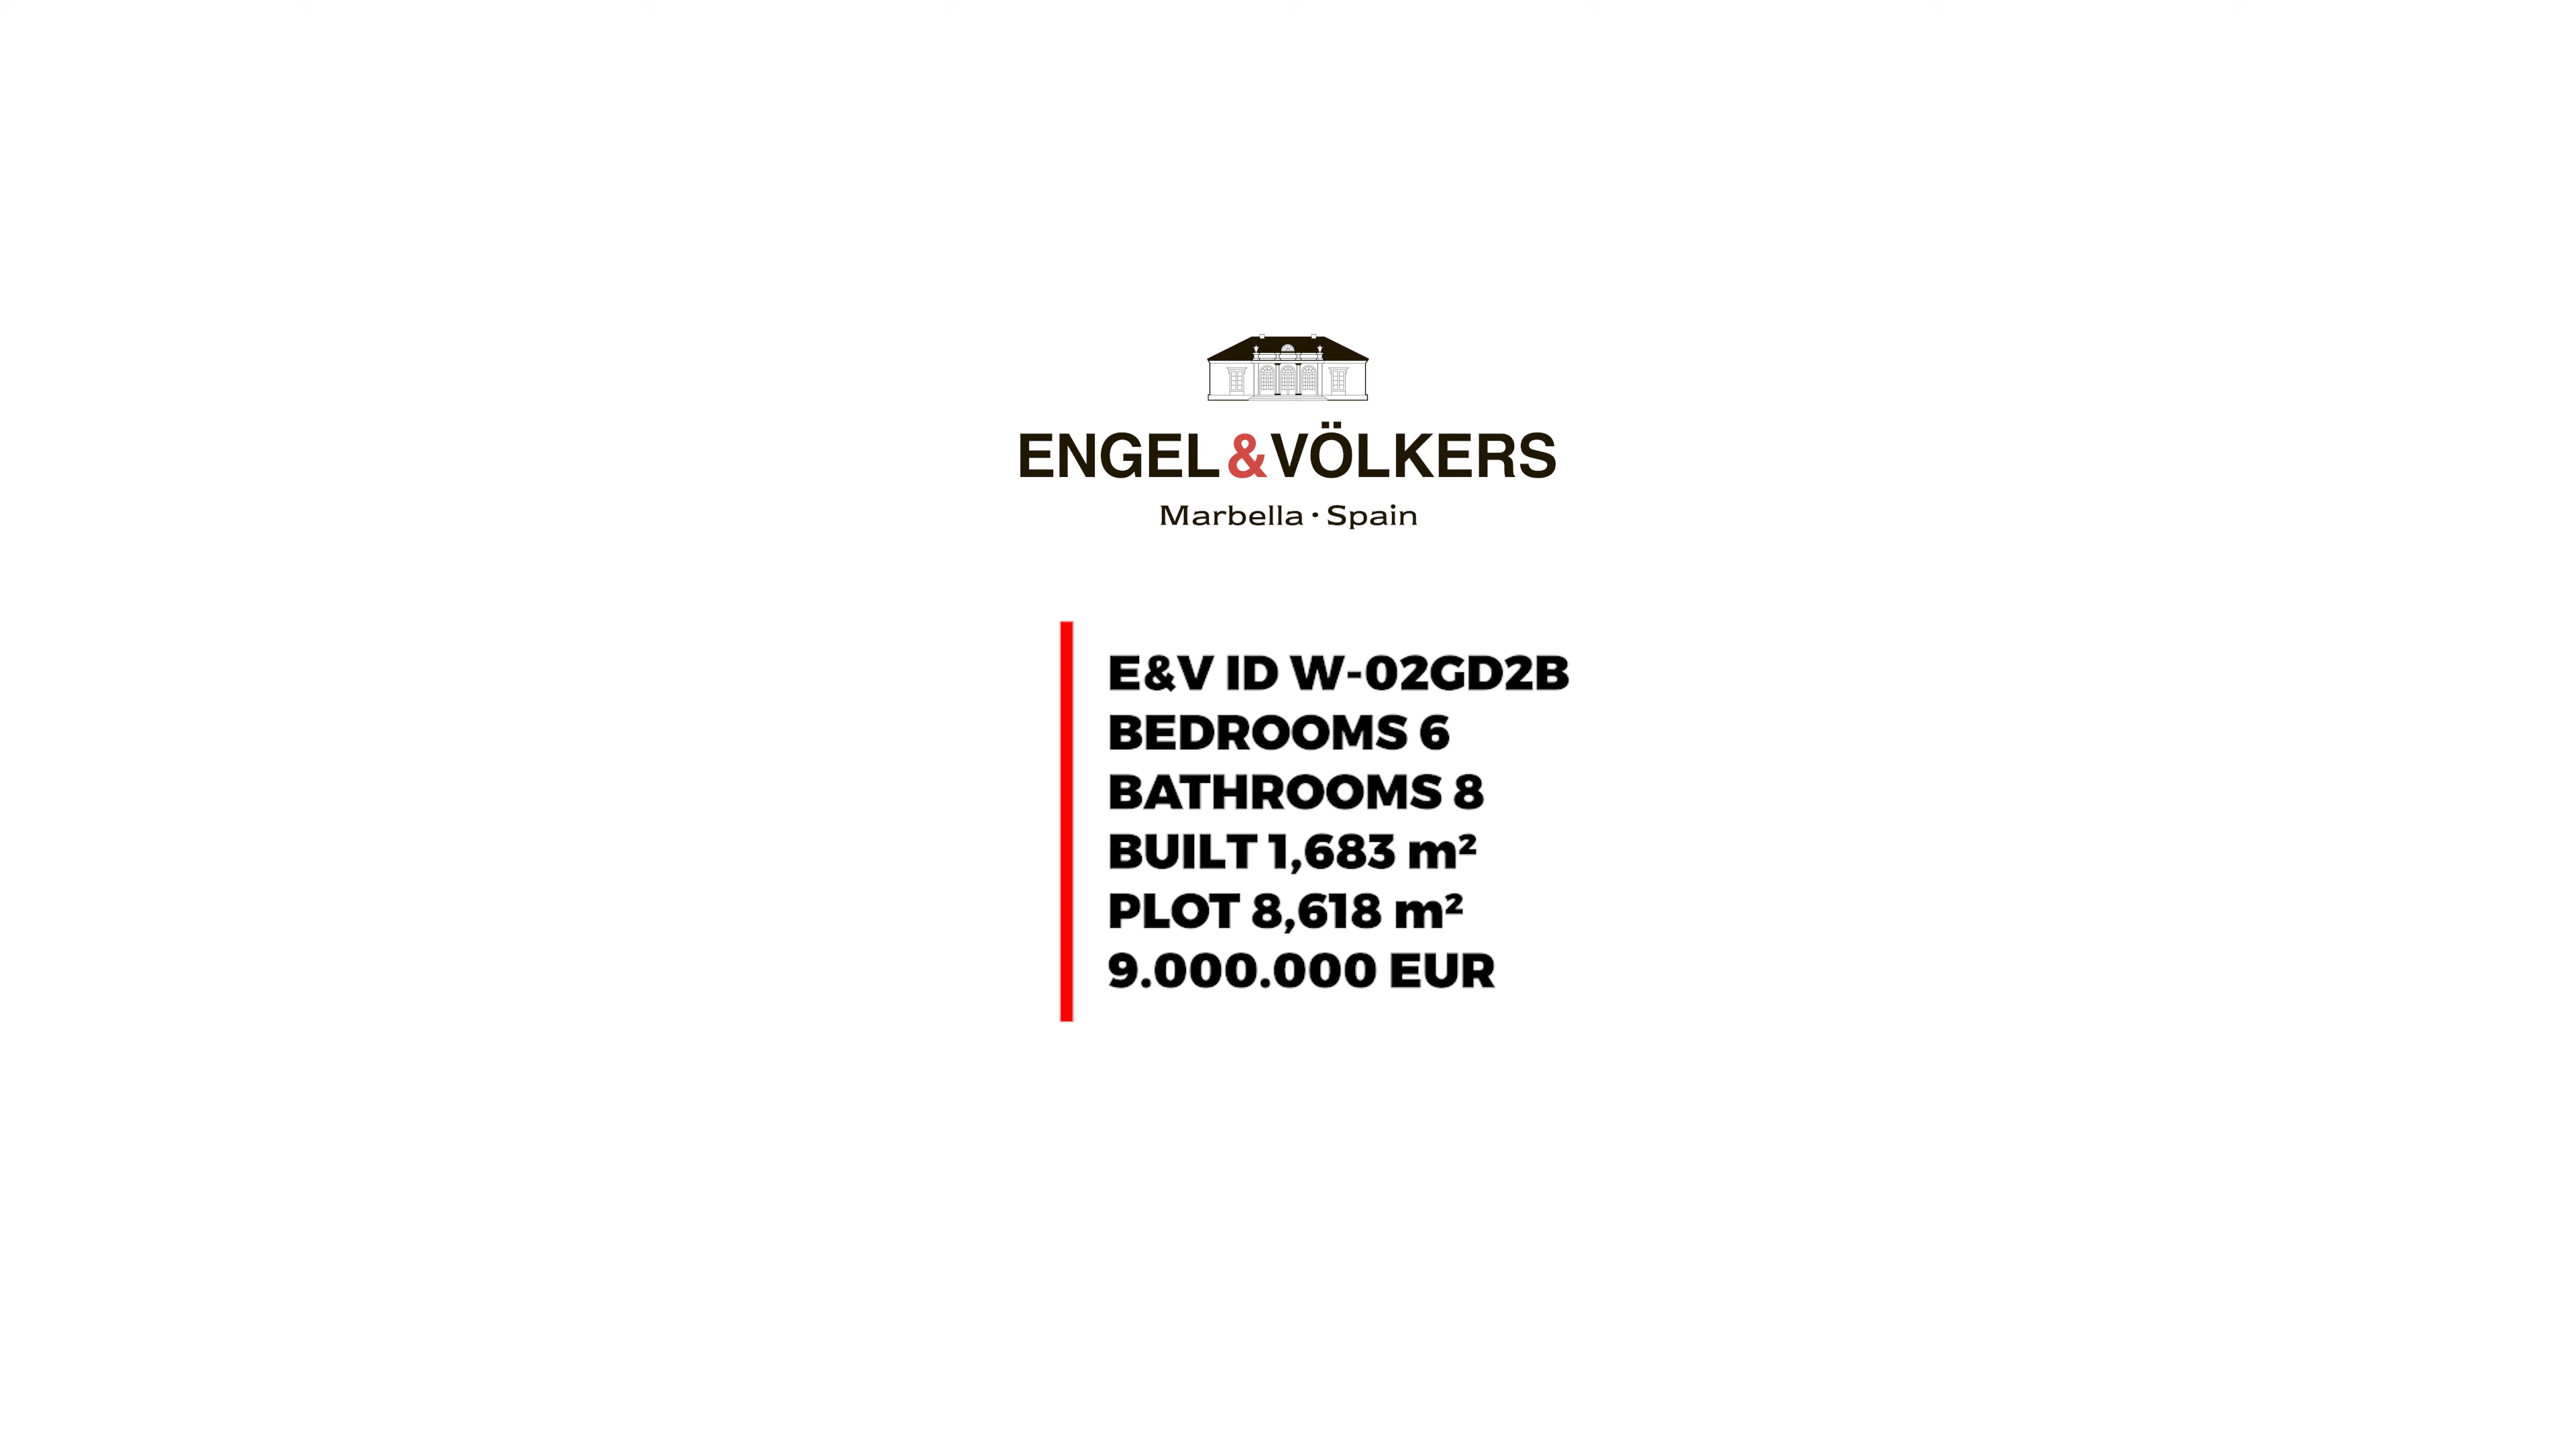 ENGEL&VÖLKERS
Marbella · Spain
E&V ID W-02GD2B
BEDROOMS 6
BATHROOMS 8
BUILT 1,683 m²
PLOT 8,618 m²
9.000.000 EUR